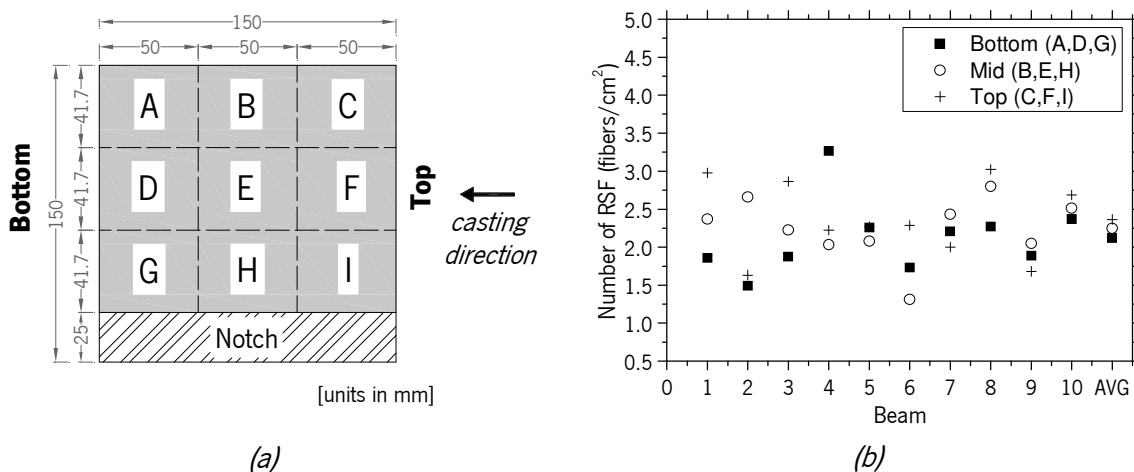 150
50 50 50
A B C
D E F
G H I
41.7
41.7
41.7
25
150
Bottom
Top
casting
direction
Notch
[units in mm]
(a)
Number of RSF (fibers/cm²)
5.0
4.5
4.0
3.5
3.0
2.5
2.0
1.5
1.0
0.5
Bottom (A,D,G)
Mid (B,E,H)
Top (C,F,I)
0 1 2 3 4 5 6 7 8 9 10 AVG
Beam
(b)